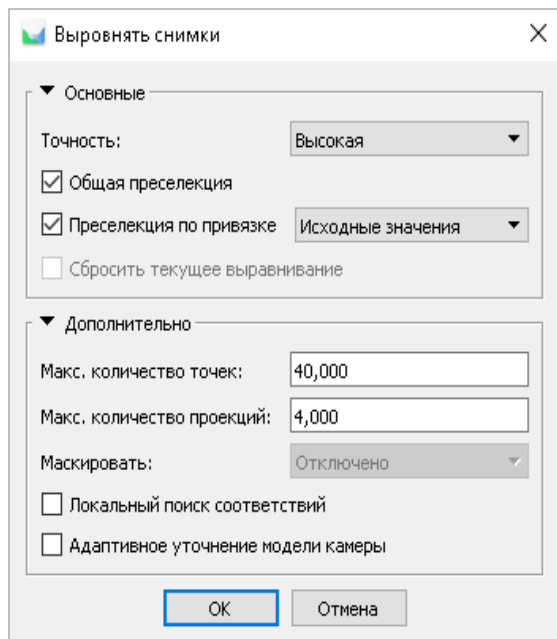 Выровнять снимки
Основные
Точность: Высокая
Общая преселекция
Преселекция по привязке Исходные значения
Сбросить текущее выравнивание
Дополнительно
Макс. количество точек: 40,000
Макс. количество проекций: 4,000
Маскировать: Отключено
Локальный поиск соответствий
Адаптивное уточнение модели камеры
OK Отмена